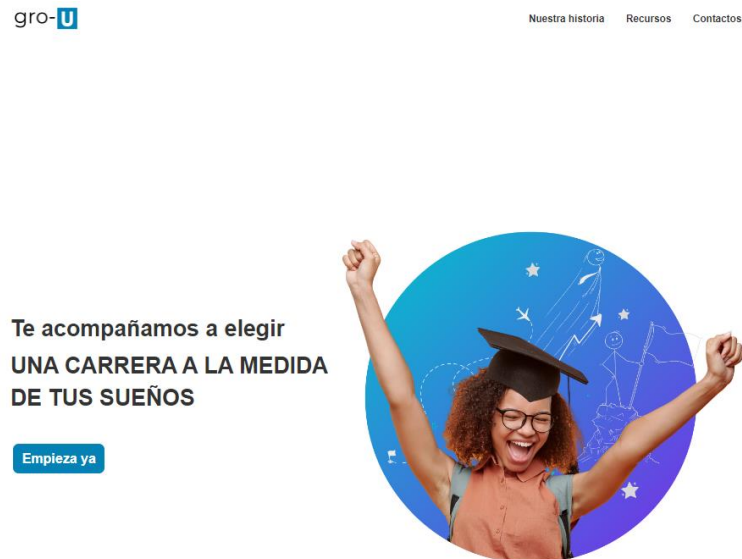 gro-U
Nuestra historia Recursos Contactos
Te acompañamos a elegir
UNA CARRERA A LA MEDIDA
DE TUS SUEÑOS
Empieza ya